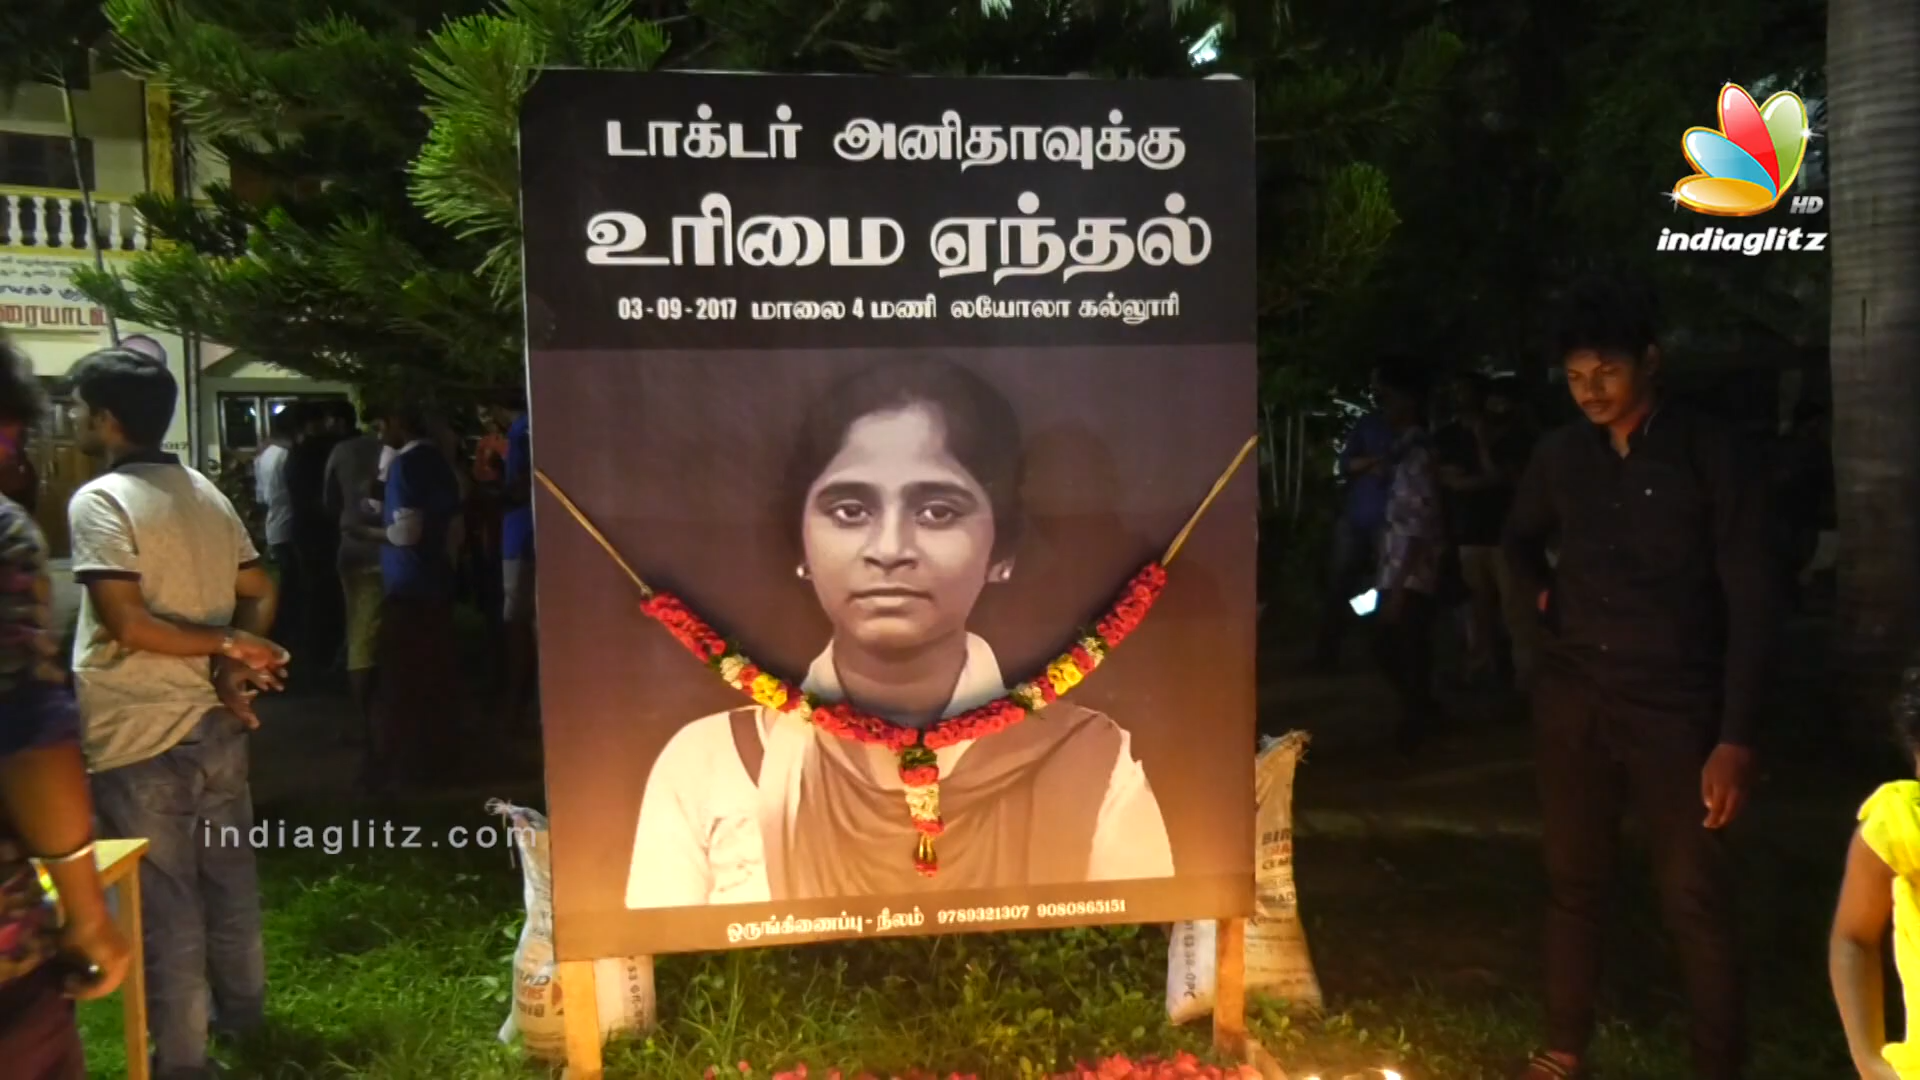 டாக்டர் அனிதாவுக்கு
உரிமை ஏந்தல்
03-09-2017 மாலை 4 மணி லயோலா கல்லூரி
ஒருங்கிணைப்பு - நீலம் 9789321307 9080865151
HD
indiaglitz
indiaglitz.com